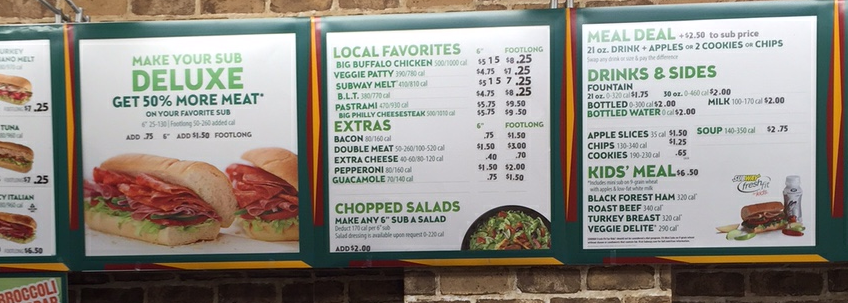 URKEY
AND MELT
FOOTLONG $7.25
TUNA
FOOTLONG $7.25
Y ITALIAN
FOOTLONG $6.50
BROCCOLI
MAKE YOUR SUB
DELUXE
GET 50% MORE MEAT*
ON YOUR FAVORITE SUB
6" 25-130 | Footlong 50-260 added cal
ADD .75 6" ADD $1.50 FOOTLONG
LOCAL FAVORITES 6" FOOTLONG
BIG BUFFALO CHICKEN 500/1000 cal $5 15 $8.25
VEGGIE PATTY 390/780 cal $4.75 $7.25
SUBWAY MELT® 410/810 cal $5 15 7.25
B.L.T. 380/770 cal $4.75 $8.25
PASTRAMI 470/930 cal $5.75 $9.50
BIG PHILLY CHEESESTEAK 500/1010 cal $5.75 $9.50
EXTRAS 6" FOOTLONG
BACON 80/160 cal .75 $1.50
DOUBLE MEAT 50-260/100-520 cal $1.50 $3.00
EXTRA CHEESE 40-60/80-120 cal .40 .70
PEPPERONI 80/160 cal $1.50 $2.00
GUACAMOLE 70/140 cal .75 $1.50
CHOPPED SALADS
MAKE ANY 6" SUB A SALAD
Deduct 170 cal per 6" sub
Salad dressing is available upon request 0-220 cal
ADD $2.00
MEAL DEAL +$2.50 to sub price
21 oz. DRINK + APPLES OR 2 COOKIES OR CHIPS
Swap any drink or size & pay the difference
DRINKS & SIDES
FOUNTAIN
21 oz. 0-320 cal $1.75 30 oz. 0-460 cal $2.00
BOTTLED 0-300 cal $2.00 MILK 100-170 cal $2.00
BOTTLED WATER 0 cal $2.00
APPLE SLICES 35 cal $1.50 SOUP 140-350 cal $2.75
CHIPS 130-340 cal $1.25
COOKIES 190-230 cal .65
KIDS' MEAL $6.50
*Includes mini sub on 9-grain wheat
with apples & low-fat white milk
BLACK FOREST HAM 320 cal*
ROAST BEEF 340 cal*
TURKEY BREAST 320 cal*
VEGGIE DELITE® 290 cal*
SUBWAY
fresh fit